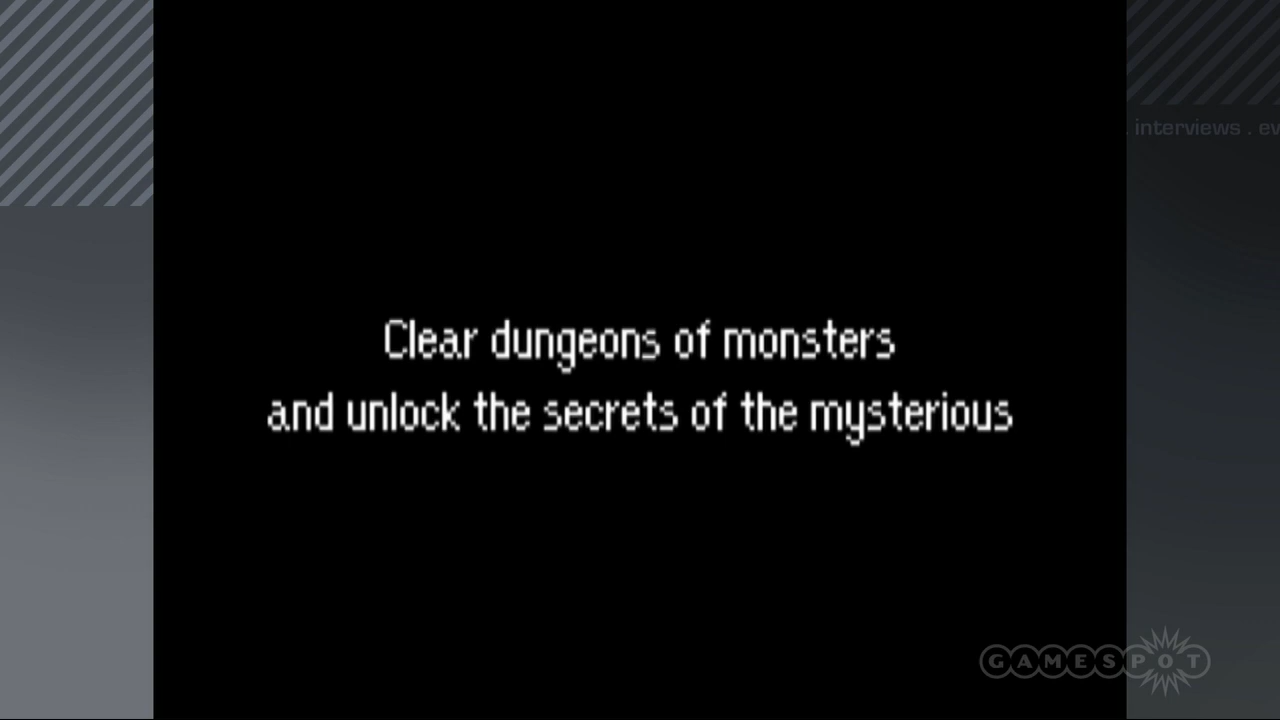 . interviews . ev
Clear dungeons of monsters
and unlock the secrets of the mysterious
GAMESPOT